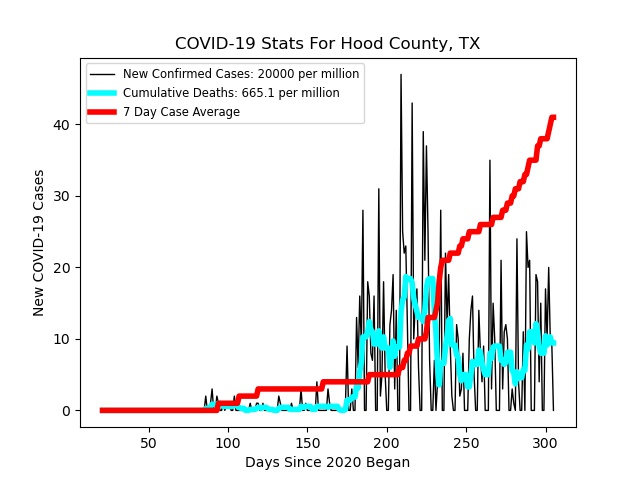 COVID-19 Stats For Hood County, TX
New Confirmed Cases: 20000 per million
Cumulative Deaths: 665.1 per million
7 Day Case Average
New COVID-19 Cases
40
30
20
10
0
50 100 150 200 250 300
Days Since 2020 Began